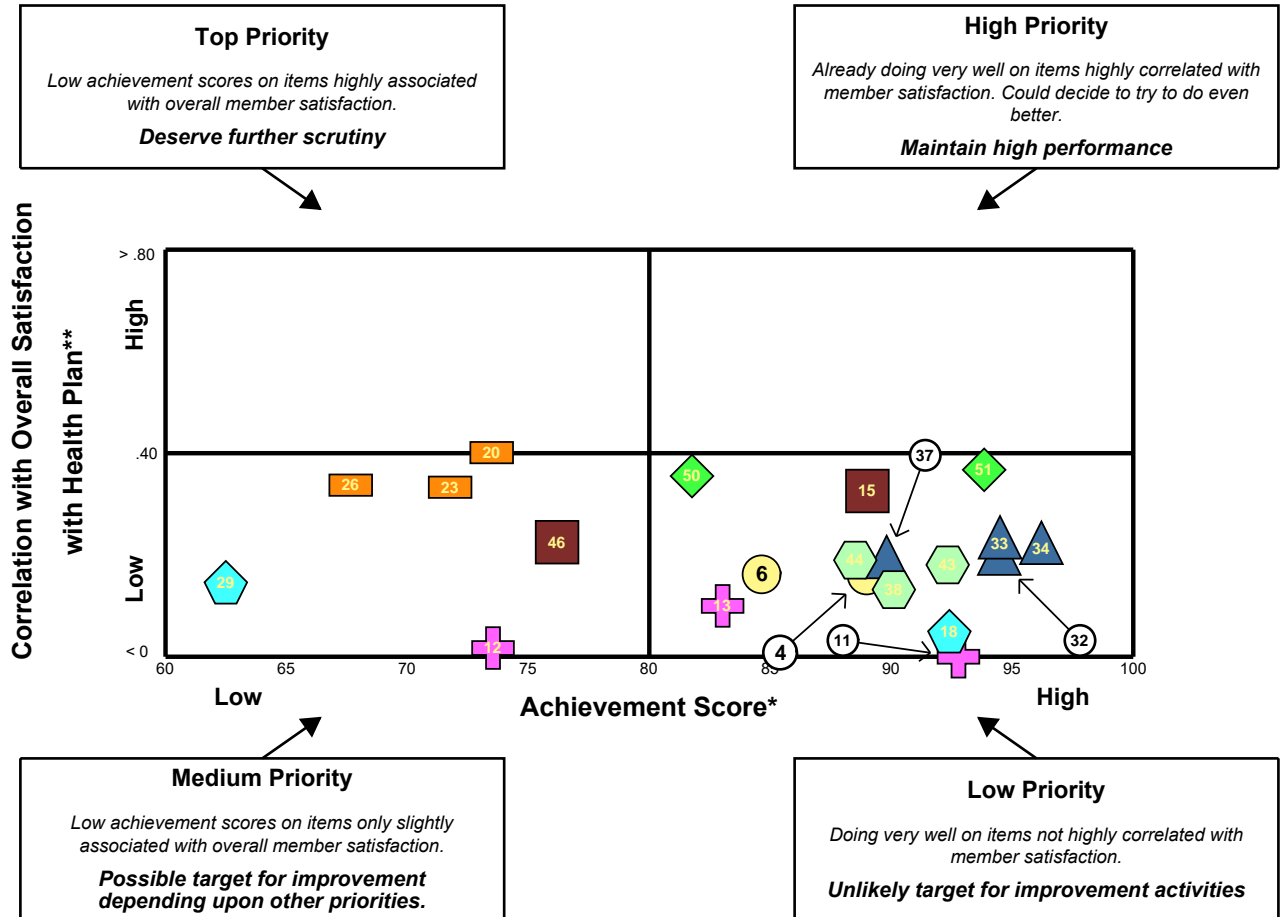 Top Priority
Low achievement scores on items highly associated
with overall member satisfaction.
Deserve further scrutiny
High Priority
Already doing very well on items highly correlated with
member satisfaction. Could decide to try to do even
better.
Maintain high performance
Correlation with Overall Satisfaction
with Health Plan**
> .80
High
.40
Low
< 0
37
20
51
50
26
23
15
46
33
34
44
43
6
29
38
13
18
12
4
11
32
60
65
70
75
80
85
90
95
100
Low
Achievement Score*
High
Medium Priority
Low achievement scores on items only slightly
associated with overall member satisfaction.
Possible target for improvement
depending upon other priorities.
Low Priority
Doing very well on items not highly correlated with
member satisfaction.
Unlikely target for improvement activities